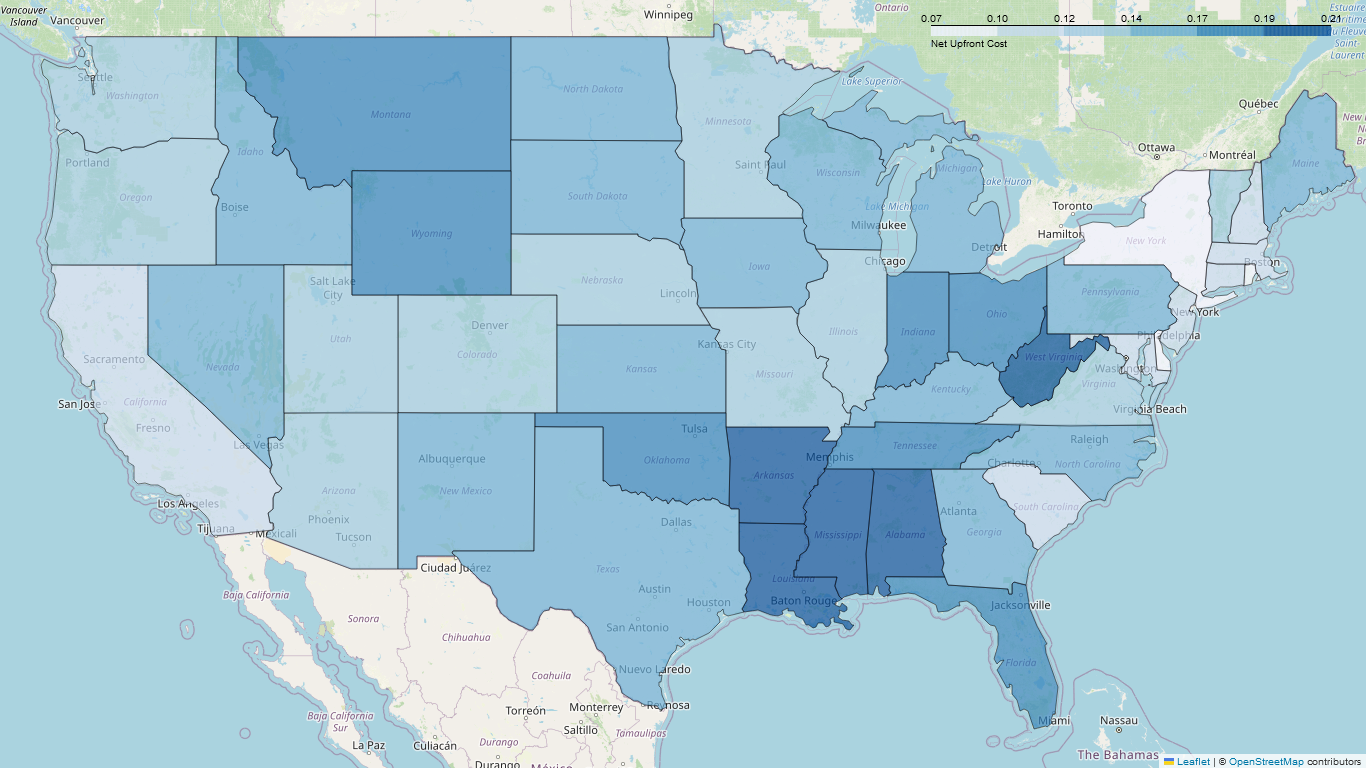 Vancouver
Island
Vancouver
Winnipeg
Ontario
0.07 0.10 0.12 0.14 0.17 0.19 0.21
Net Upfront Cost
Seattle
Washington
Montana
North Dakota
Minnesota
Lake Superior
Québec
Ottawa
Montréal
Portland
Oregon
Idaho
Boise
South Dakota
Saint Paul
Wisconsin
Michigan
Lake Huron
Maine
Lake Michigan
Milwaukee
Toronto
Hamilton
Wyoming
Detroit
New York
Chicago
Boston
Iowa
Salt Lake
City
Nebraska
Lincoln
Pennsylvania
New York
Denver
Utah
Colorado
Illinois
Indiana
Ohio
Philadelphia
Kansas City
Sacramento
Nevada
Kansas
Missouri
West Virginia
Washington
Virginia
Kentucky
San Jose
California
Virginia Beach
Fresno
Las Vegas
Tulsa
Tennessee
Raleigh
Albuquerque
Oklahoma
Memphis
Charlotte
North Carolina
Arizona
New Mexico
Arkansas
Los Angeles
Phoenix
South Carolina
Atlanta
Georgia
Tijuana
Mexicali
Tucson
Dallas
Mississippi
Alabama
Ciudad Juárez
Texas
Louisiana
Baja California
Austin
Houston
Baton Rouge
Jacksonville
Sonora
San Antonio
Chihuahua
Florida
Nuevo Laredo
Coahuila
Reynosa
Baja California
Sur
Torreón
Monterrey
Saltillo
Miami
Nassau
La Paz
Culiacán
Durango
Tamaulipas
The Bahamas
Durango
México
Leaflet | © OpenStreetMap contributors